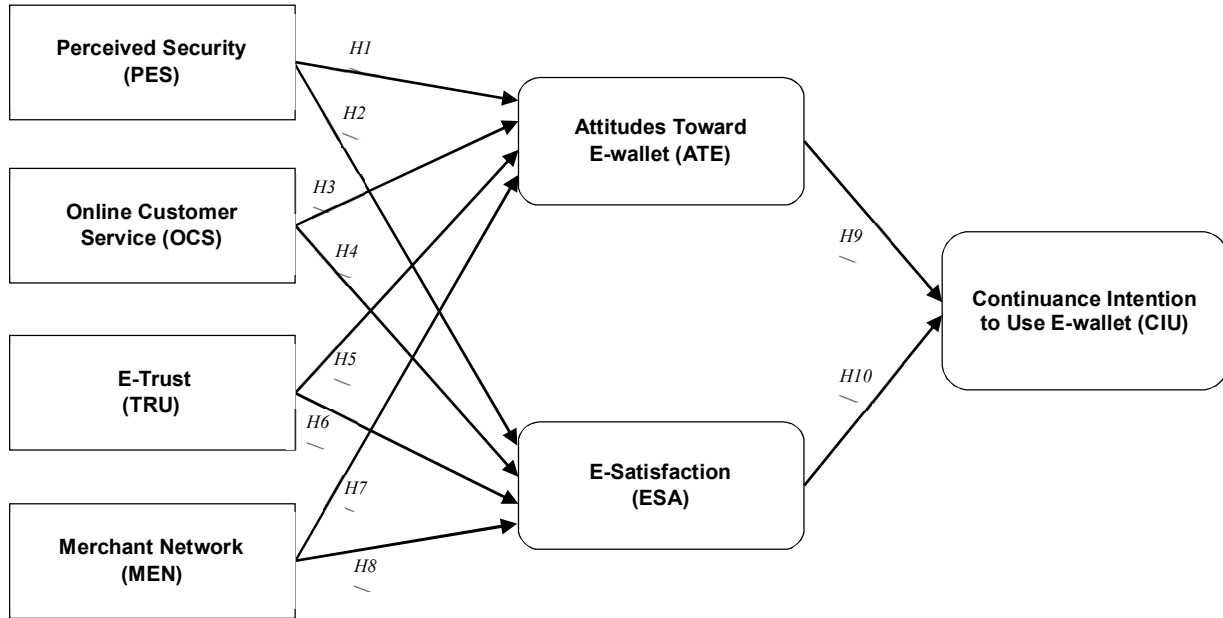 Perceived Security
(PES)
H1
H2
Attitudes Toward
E-wallet (ATE)
Online Customer
Service (OCS)
H3
H4
H9
Continuance Intention
to Use E-wallet (CIU)
E-Trust
(TRU)
H5
H6
H10
E-Satisfaction
(ESA)
H7
Merchant Network
(MEN)
H8